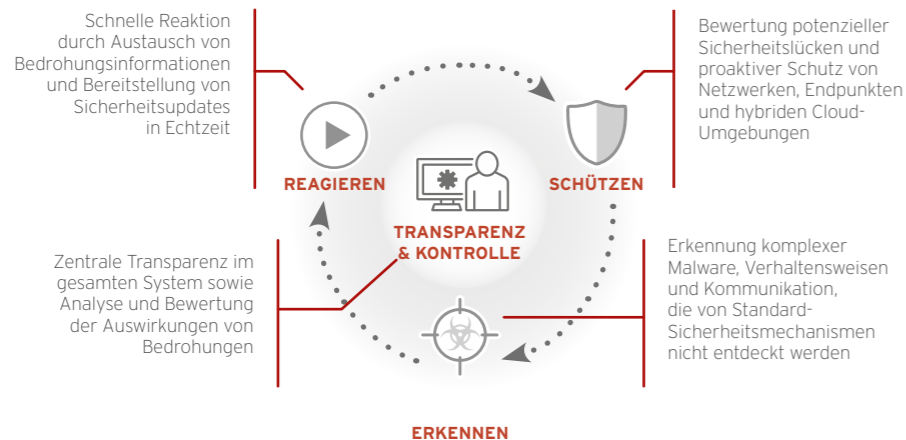 Schnelle Reaktion
durch Austausch von
Bedrohungsinformationen
und Bereitstellung von
Sicherheitsupdates
in Echtzeit
Bewertung potenzieller
Sicherheitslücken und
proaktiver Schutz von
Netzwerken, Endpunkten
und hybriden Cloud-
Umgebungen
REAGIEREN
SCHÜTZEN
TRANSPARENZ
& KONTROLLE
Zentrale Transparenz im
gesamten System sowie
Analyse und Bewertung
der Auswirkungen von
Bedrohungen
Erkennung komplexer
Malware, Verhaltensweisen
und Kommunikation,
die von Standard-
Sicherheitsmechanismen
nicht entdeckt werden
ERKENNEN